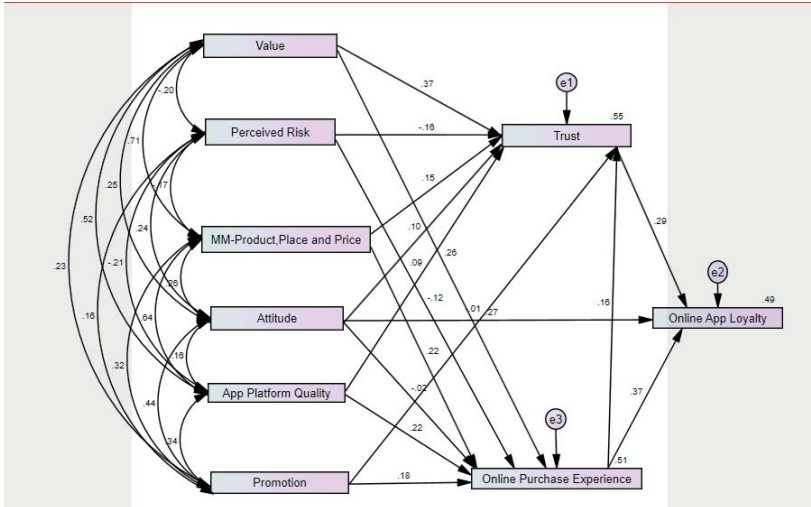 Value
-.20
.37
e1
.55
Perceived Risk
-.16
Trust
.71
.25
-.17
.15
.52
.24
.10
.29
MM-Product,Place and Price
.23
-.21
.26
.09
.26
e2
.16
-.12
-.01
.27
.16
.49
.64
Attitude
Online App Loyalty
.32
.16
.22
.44
-.02
.37
App Platform Quality
.22
e3
.34
.51
Promotion
.18
Online Purchase Experience